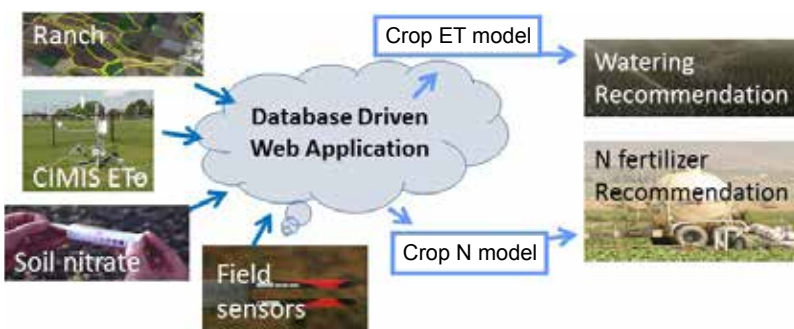 Ranch
CIMIS ETo
Soil nitrate
Field
sensors
Database Driven
Web Application
Crop ET model
Crop N model
Watering
Recommendation
N fertilizer
Recommendation